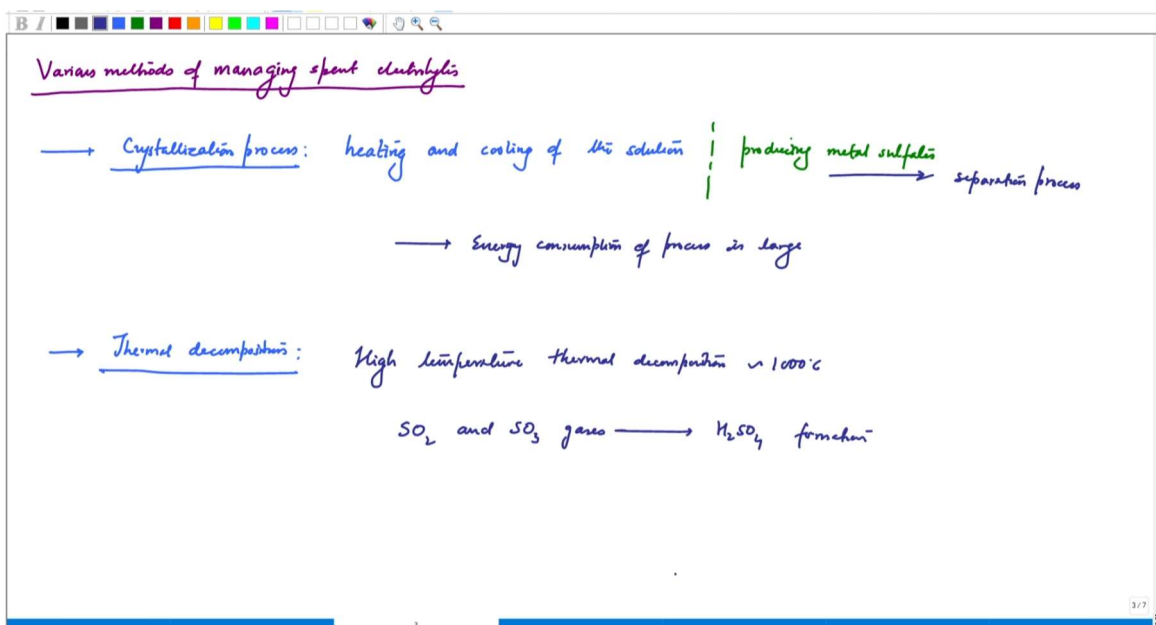 B I
Various methods of managing spent electrolytes
→ Crystallization process: heating and cooling of the solution producing metal sulfates → separation process
→ Energy consumption of process is large
→ Thermal decompositions: High temperature thermal decomposition ~ 1000°C
SO₂ and SO₃ gases → H₂SO₄ formation
3/7